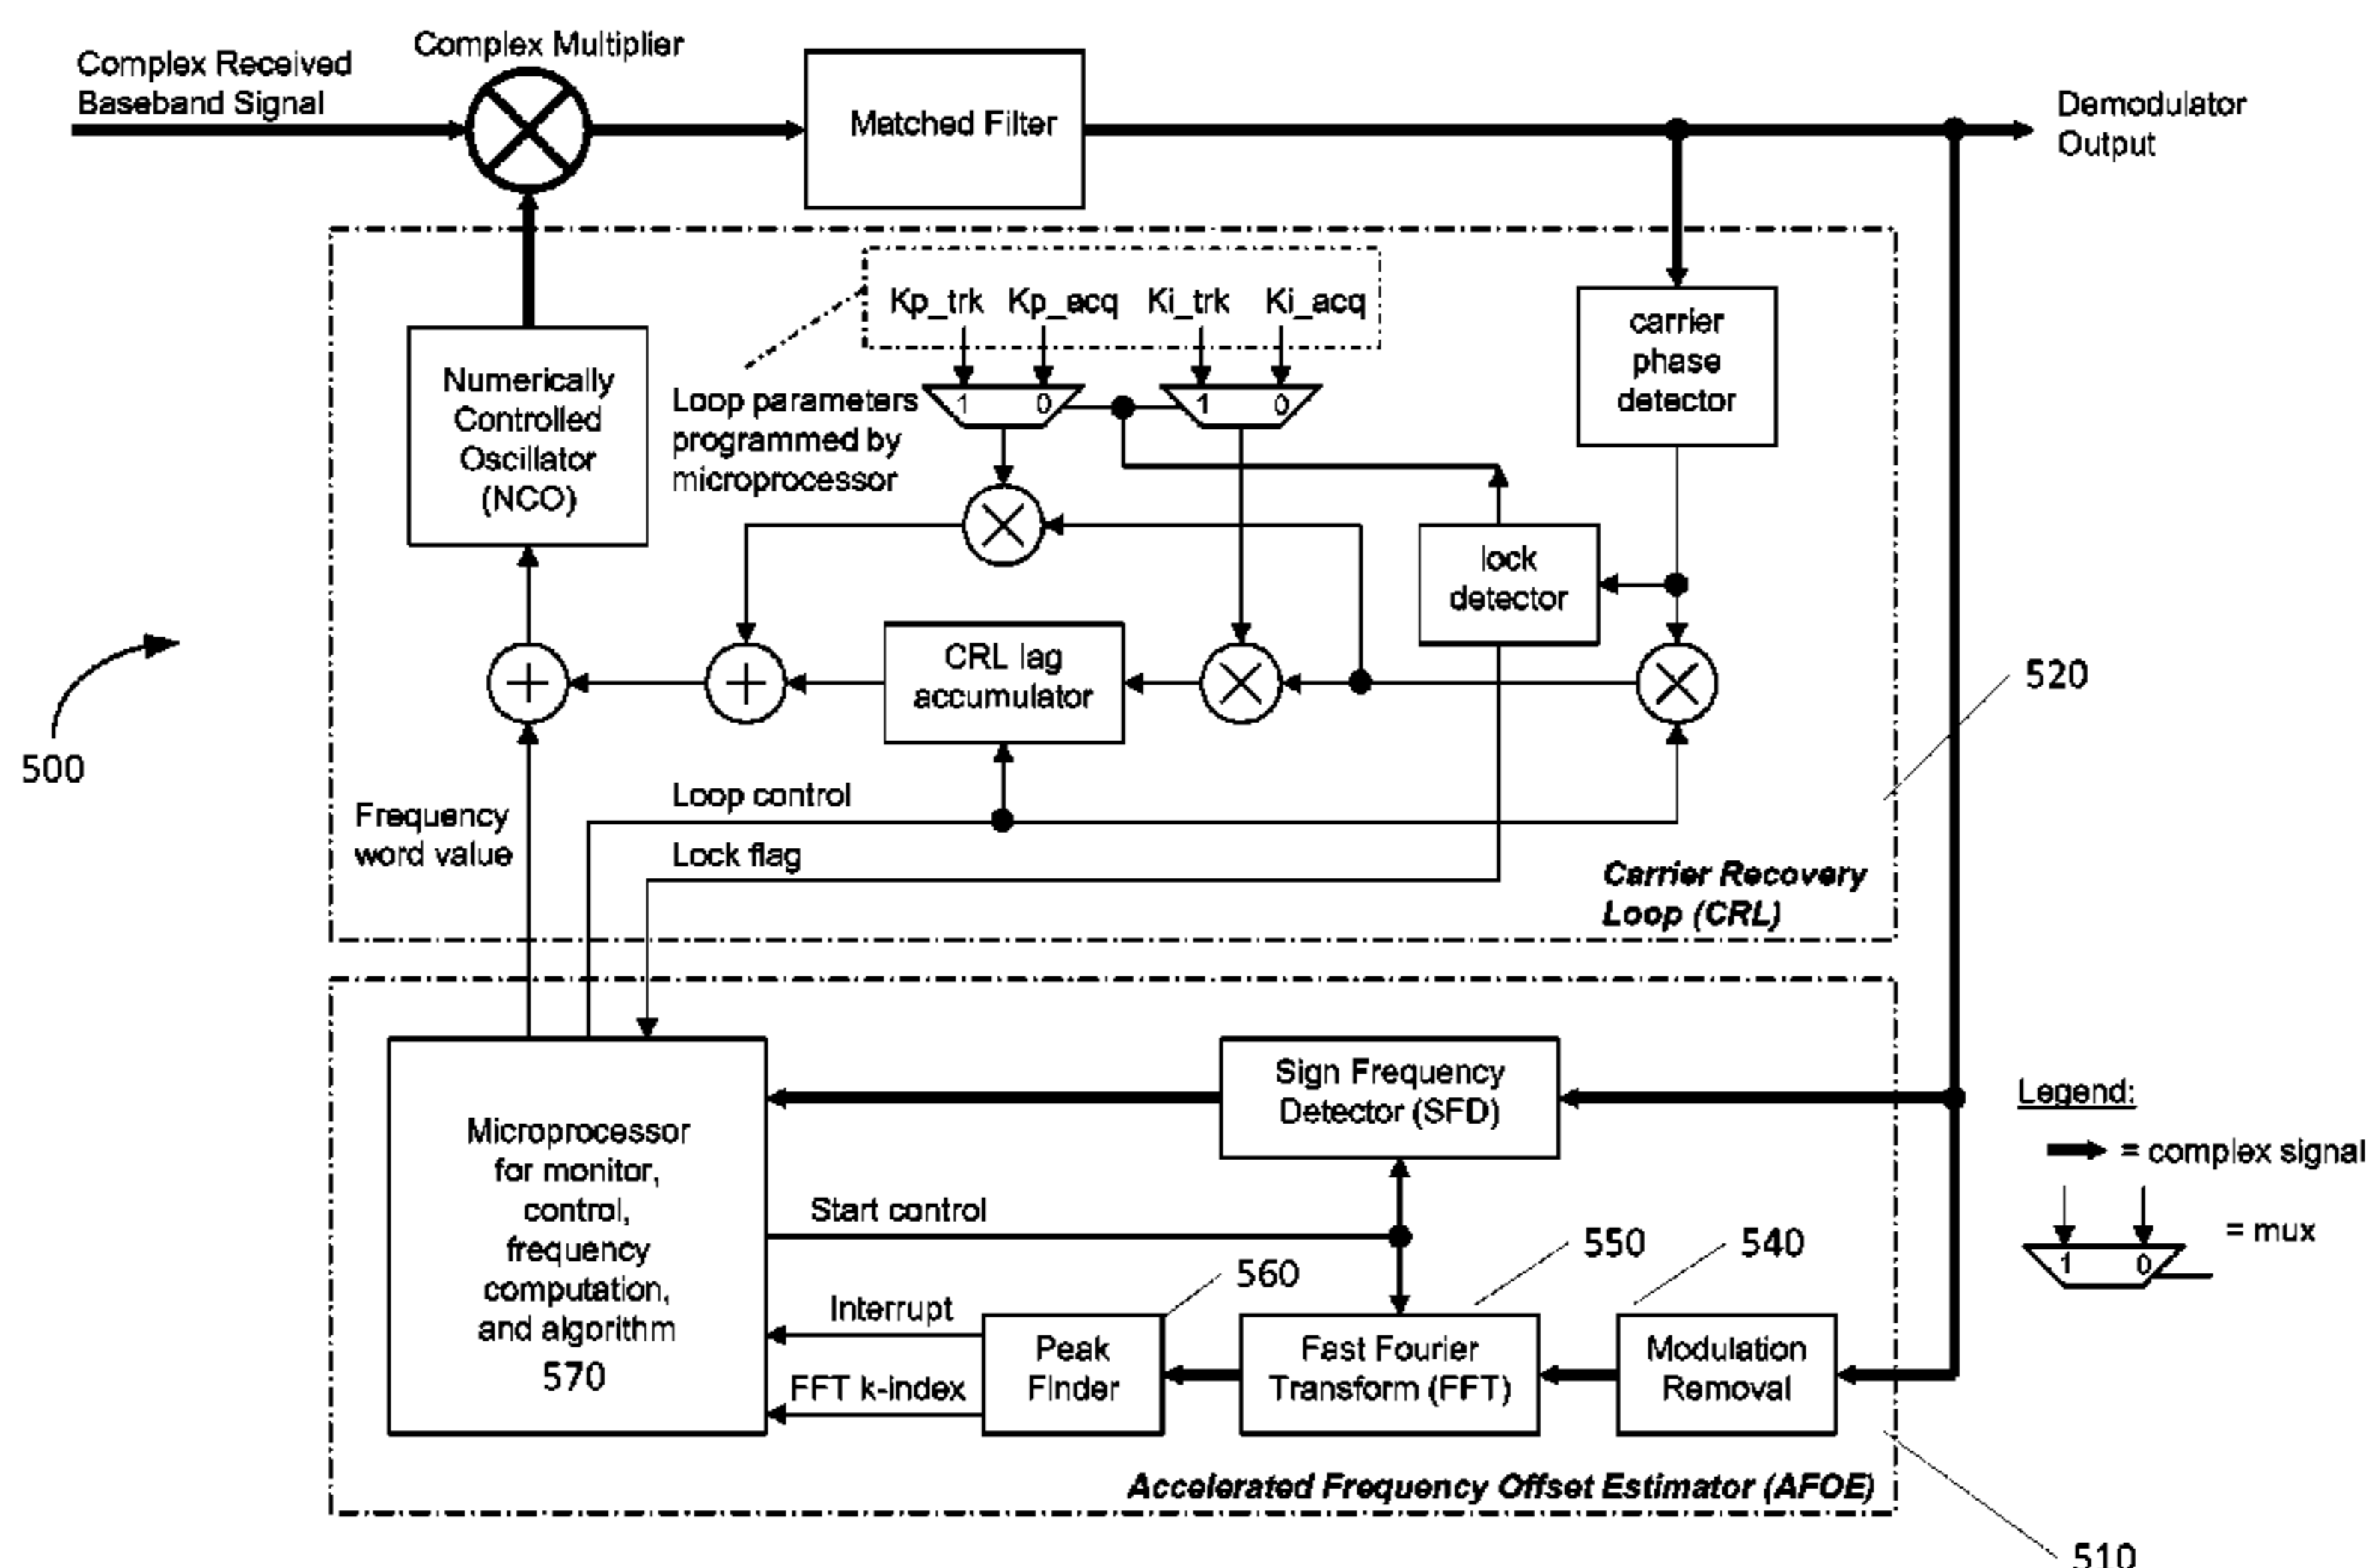 Complex Received
Baseband Signal
Complex Multiplier
Matched Filter
Demodulator
Output
Kp_trk Kp_acq Ki_trk Ki_acq
1 0
1 0
Loop parameters
programmed by
microprocessor
Numerically
Controlled
Oscillator
(NCO)
carrier
phase
detector
lock
detector
CRL lag
accumulator
500
520
Frequency
word value
Loop control
Lock flag
Carrier Recovery
Loop (CRL)
Microprocessor
for monitor,
control,
frequency
computation,
and algorithm
570
Sign Frequency
Detector (SFD)
Start control
Interrupt
FFT k-index
560
Peak
Finder
550
Fast Fourier
Transform (FFT)
540
Modulation
Removal
Accelerated Frequency Offset Estimator (AFOE)
510
Legend:
= complex signal
1 0
= mux